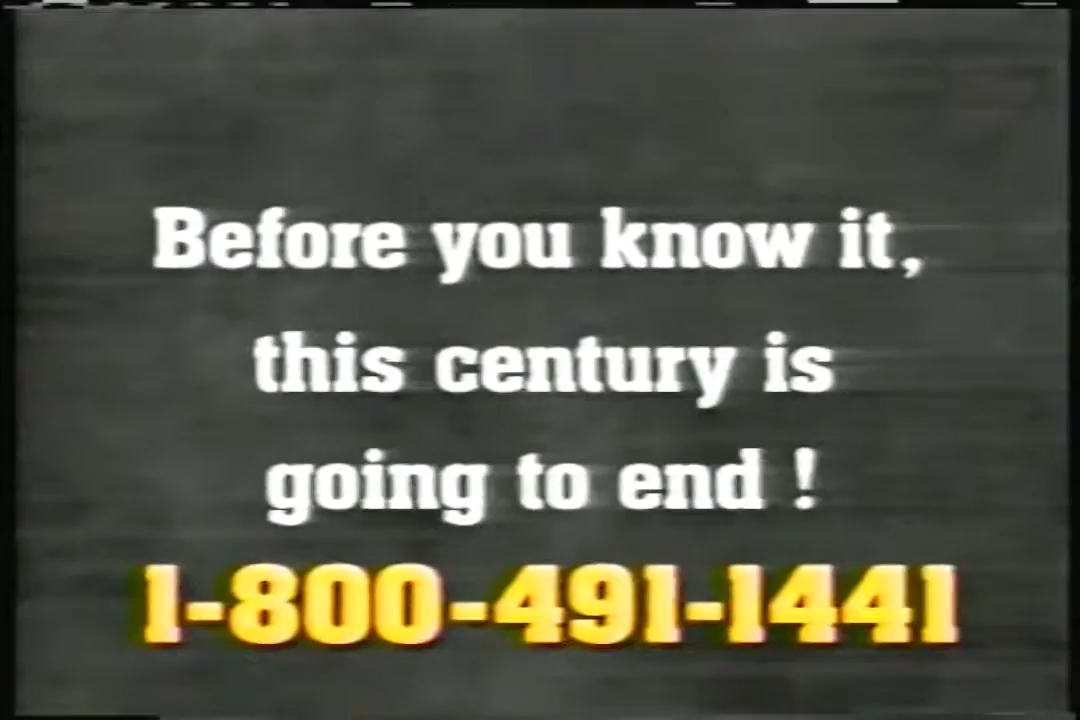 Before you know it,
this century is
going to end !
1-800-491-1441